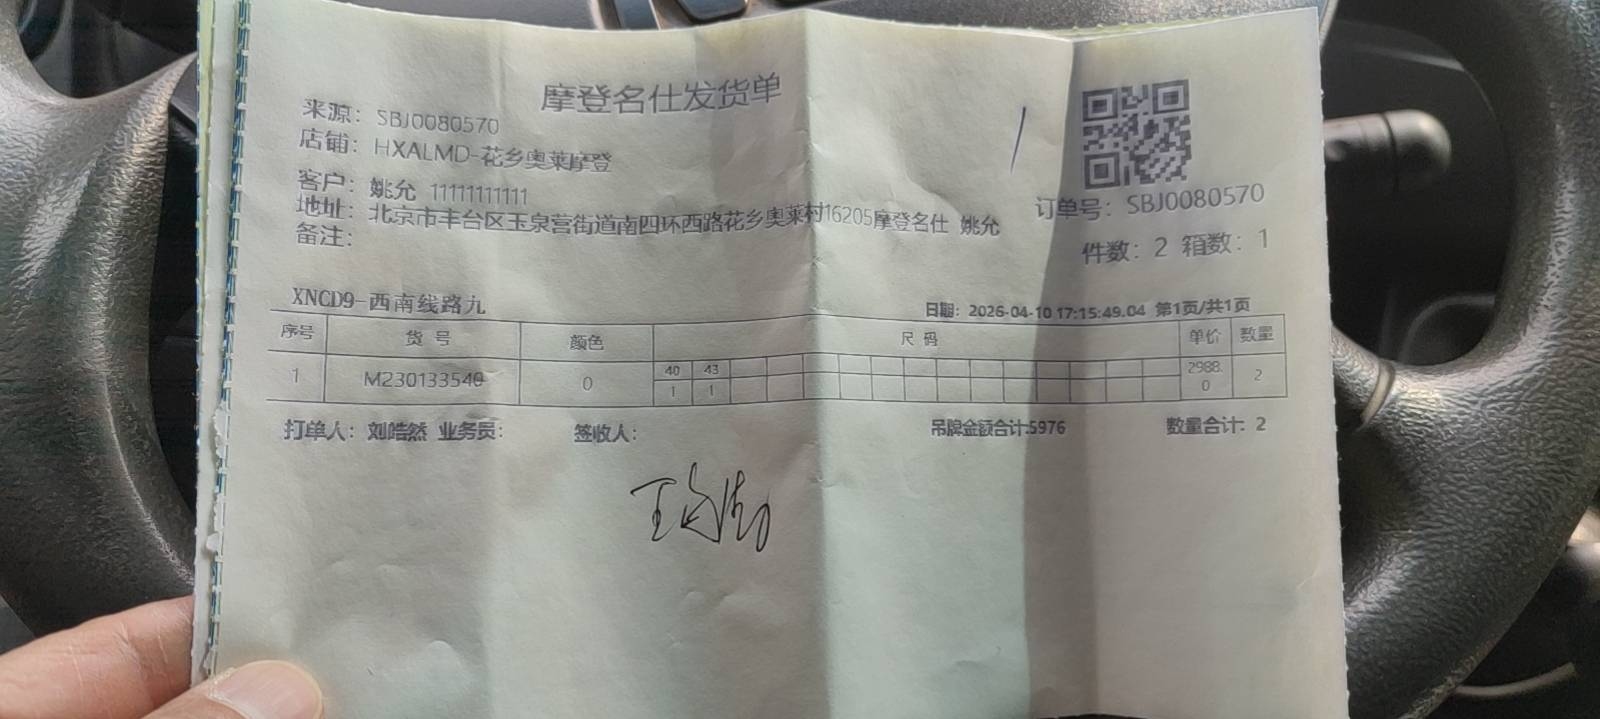 摩登名仕发货单
来源：SBJ0080570
店铺：HXALMD-花乡奥莱摩登
客户：姚允 11111111111
地址：北京市丰台区玉泉营街道南四环西路花乡奥莱村16205摩登名仕 姚允
备注：
订单号：SBJ0080570
件数：2 箱数：1
XNCD9-西南线路九
日期：2026-04-10 17:15:49.04 第1页/共1页
序号 货号 颜色 尺码 单价 数量
1 M230133540 0 40 43 2988.0 2
1 1
打单人：刘皓然 业务员： 签收人： 吊牌金额合计:5976 数量合计：2